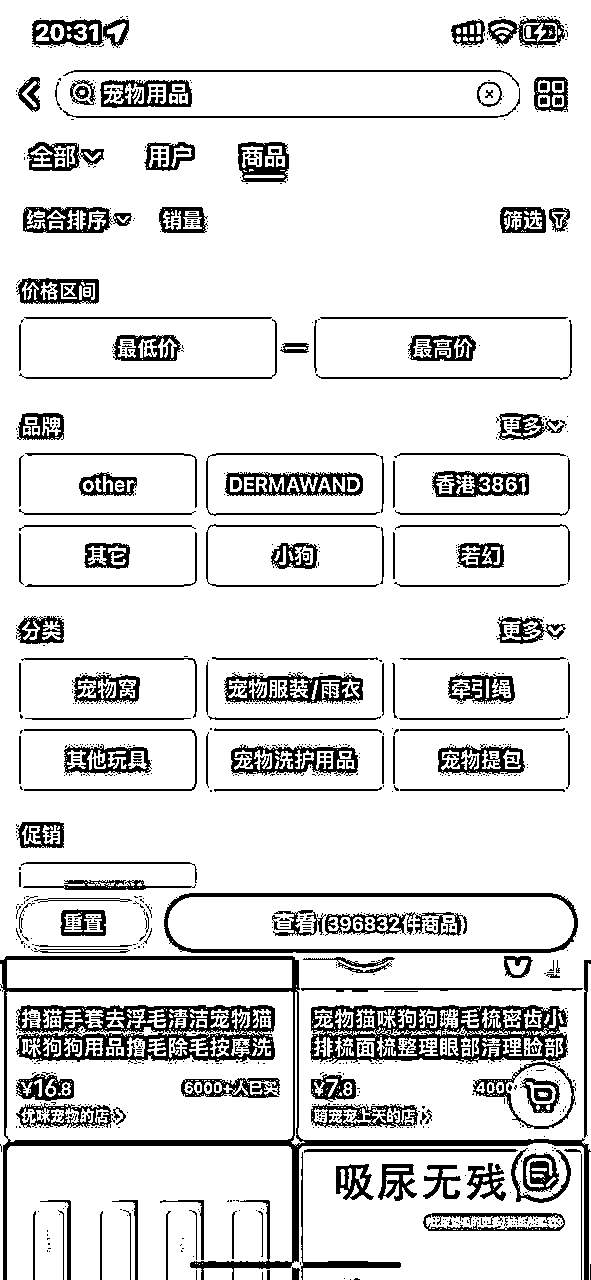 20:31
宠物用品
全部 用户 商品
综合排序 销量 筛选
价格区间
最低价 最高价
品牌 更多
other DERMAWAND 香港3861
其它 小狗 若幻
分类 更多
宠物窝 宠物服装/雨衣 牵引绳
其他玩具 宠物洗护用品 宠物提包
促销
重置 查看(396832件商品)
撸猫手套去浮毛清洁宠物猫
咪狗狗用品撸毛除毛按摩洗
¥16.8 6000+人已买
优咪宠物的店
宠物猫咪狗狗嘴毛梳密齿小
排梳面梳整理眼部清理脸部
¥7.8 4000
宠宠上天的店
吸尿无残